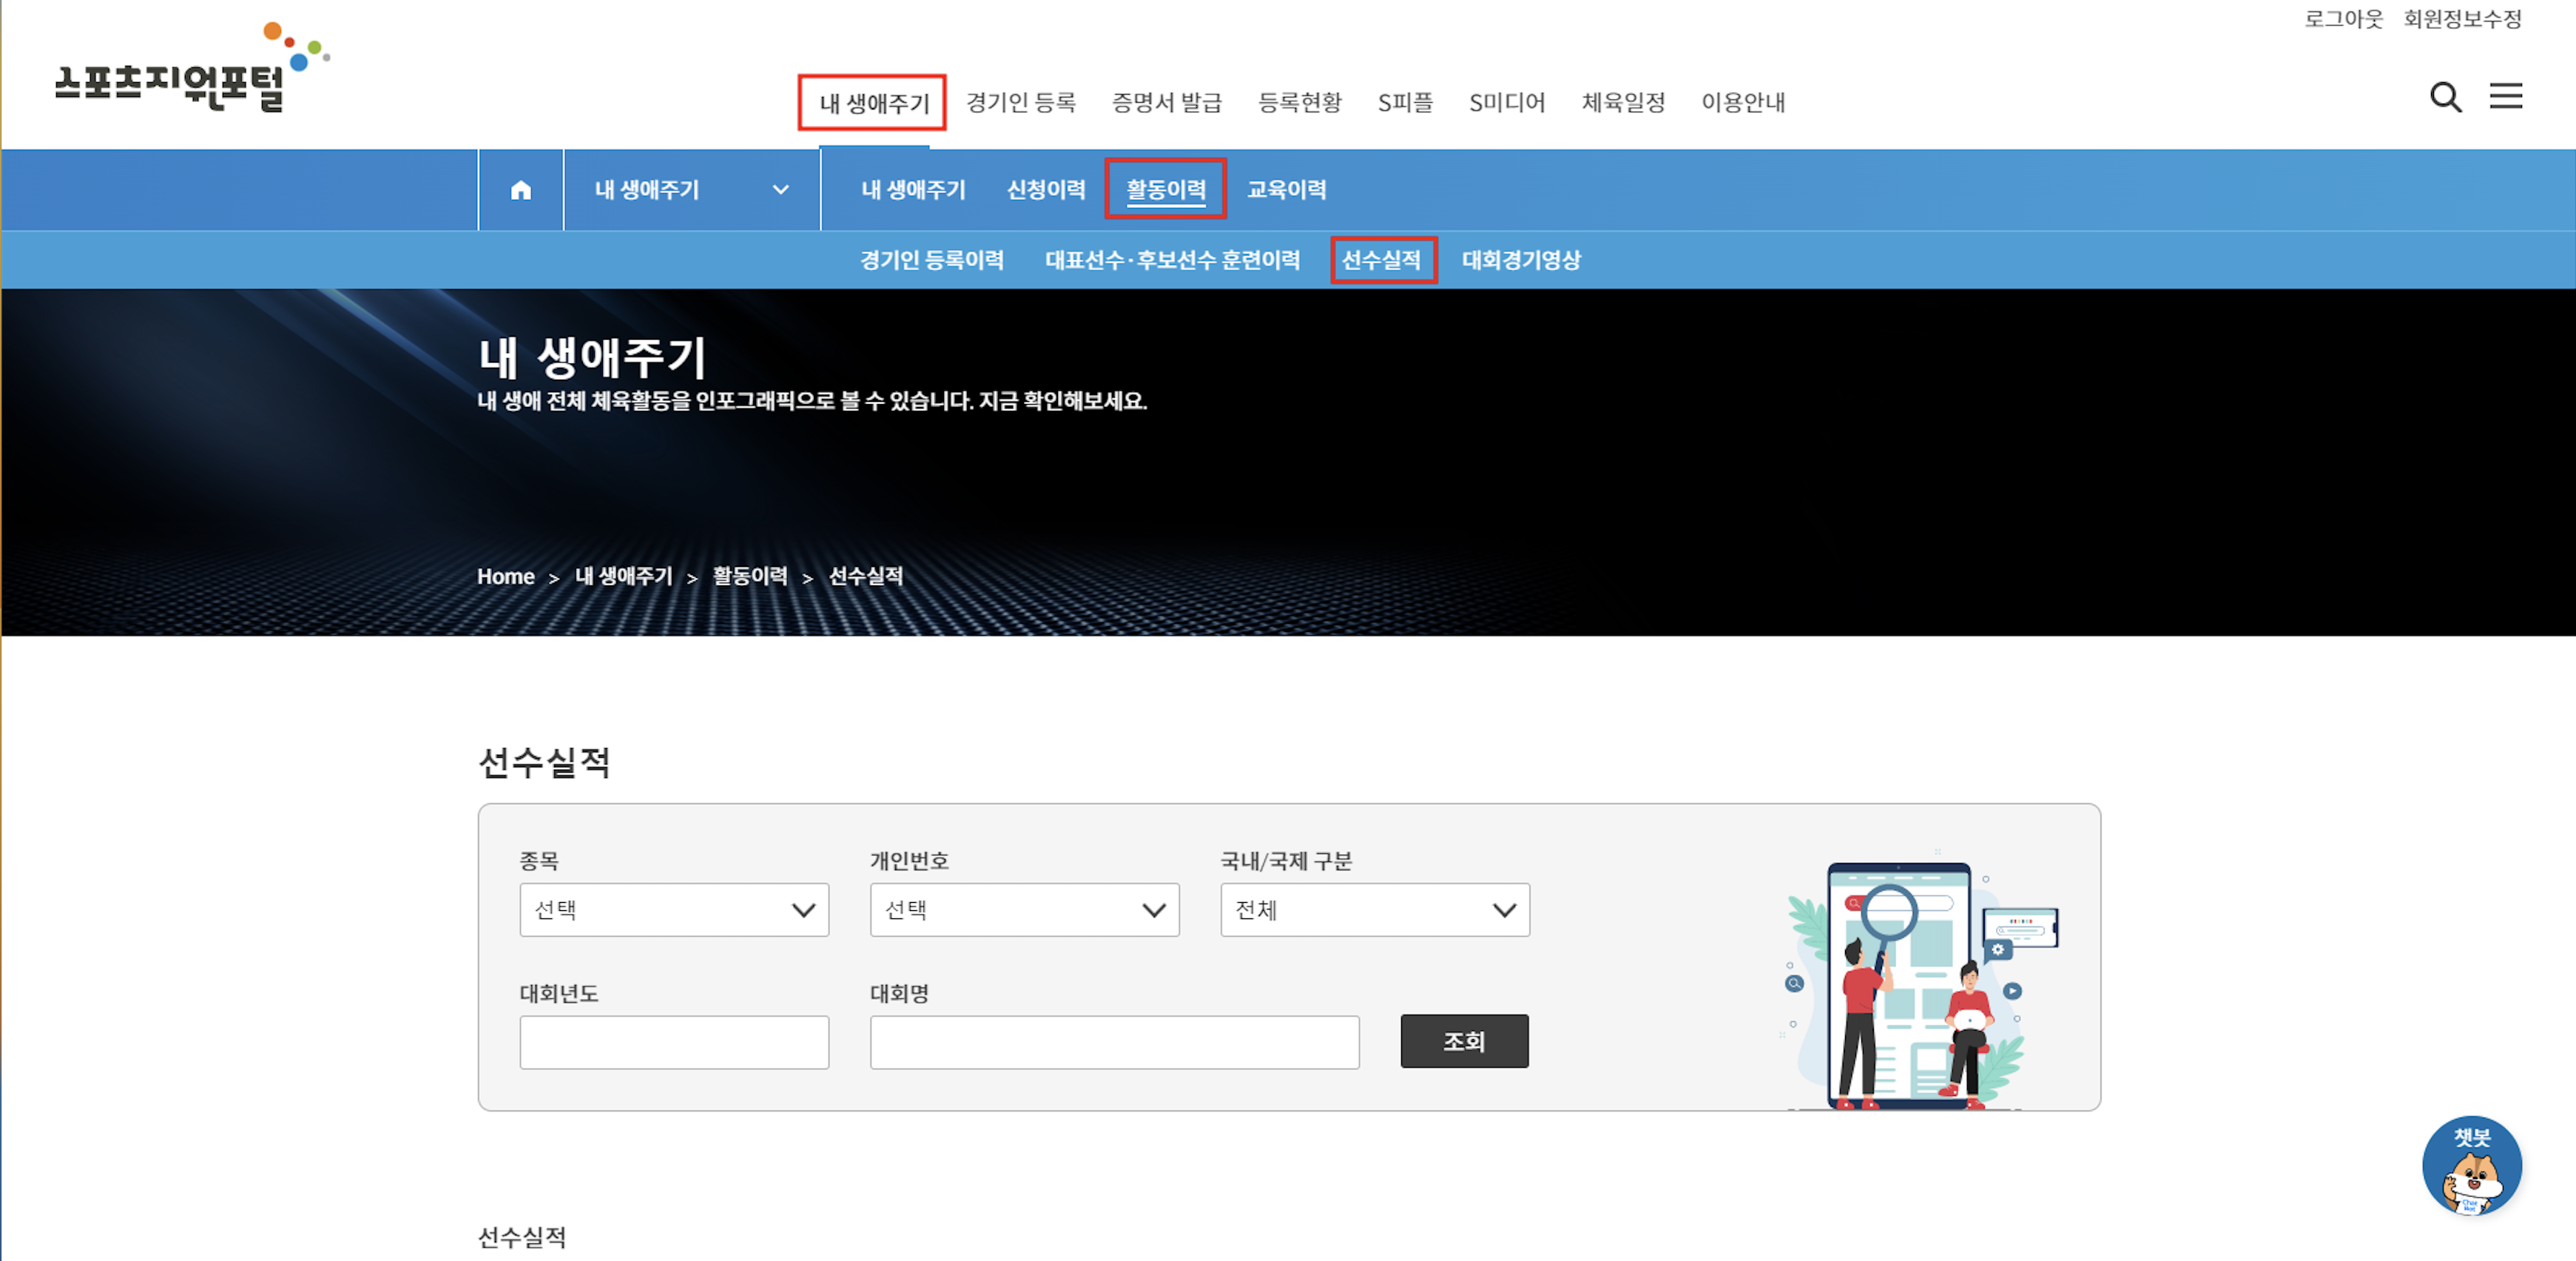 로그아웃 회원정보수정
스포츠지원포털
내 생애주기 경기인 등록 증명서 발급 등록현황 S피플 S미디어 체육일정 이용안내
내 생애주기 내 생애주기 신청이력 활동이력 교육이력
경기인 등록이력 대표선수·후보선수 훈련이력 선수실적 대회경기영상
내 생애주기
내 생애 전체 체육활동을 인포그래픽으로 볼 수 있습니다. 지금 확인해보세요.
Home > 내 생애주기 > 활동이력 > 선수실적
선수실적
종목 개인번호 국내/국제 구분
선택 선택 전체
대회년도 대회명
조회
챗봇
Chat
Bot
선수실적